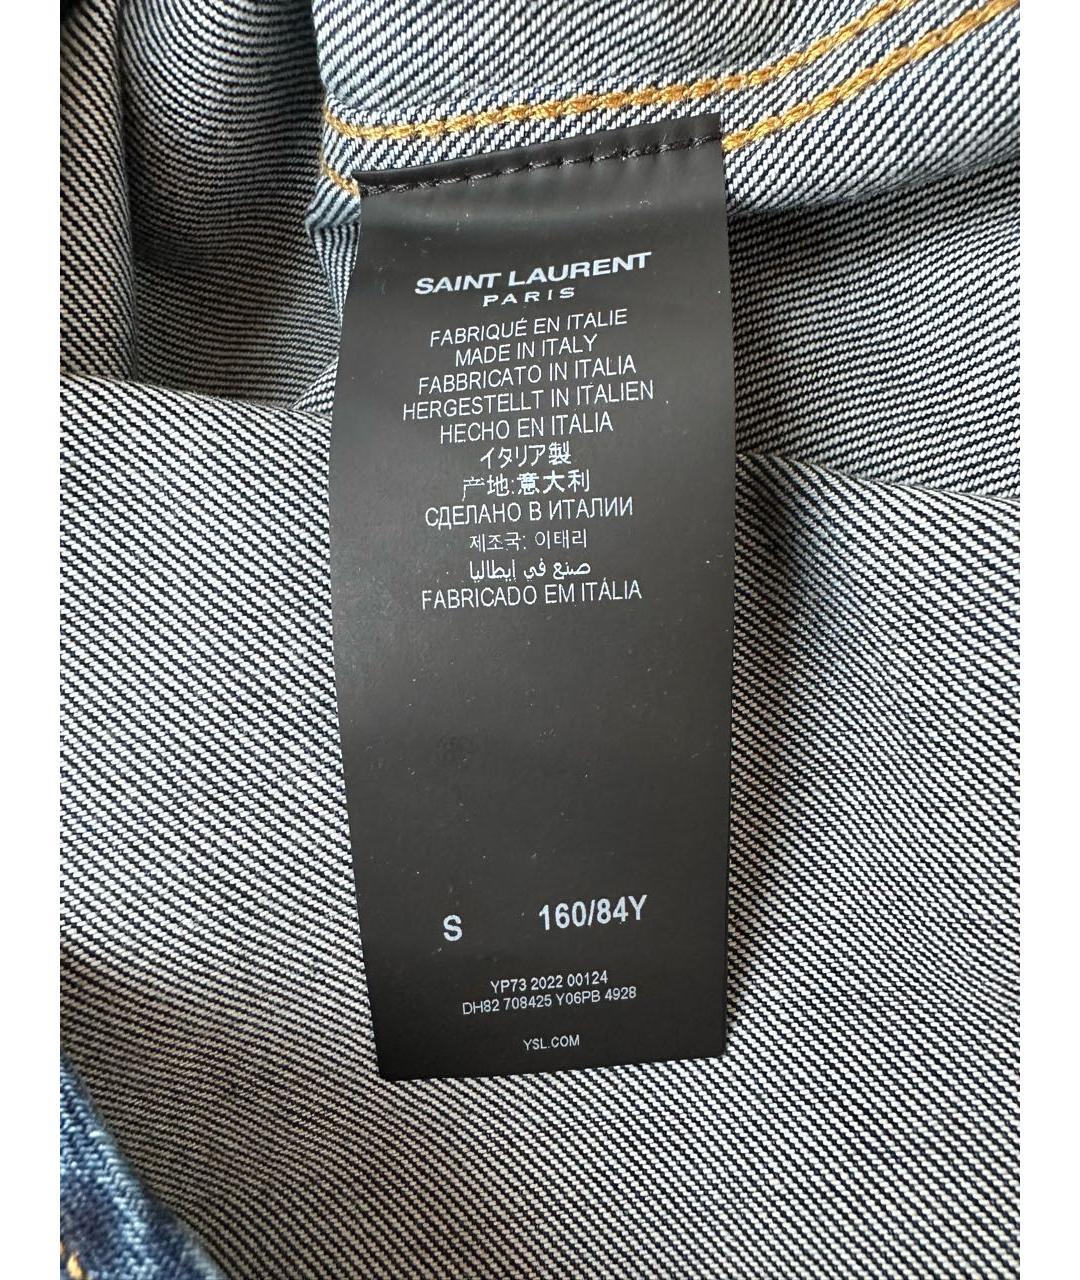 SAINT LAURENT
PARIS
FABRIQUÉ EN ITALIE
MADE IN ITALY
FABBRICATO IN ITALIA
HERGESTELLT IN ITALIEN
HECHO EN ITALIA
イタリア製
产地:意大利
СДЕЛАНО В ИТАЛИИ
제조국: 이태리
صنع في إيطاليا
FABRICADO EM ITÁLIA
S 160/84Y
YP73 2022 00124
DH82 708425 Y06PB 4928
YSL.COM